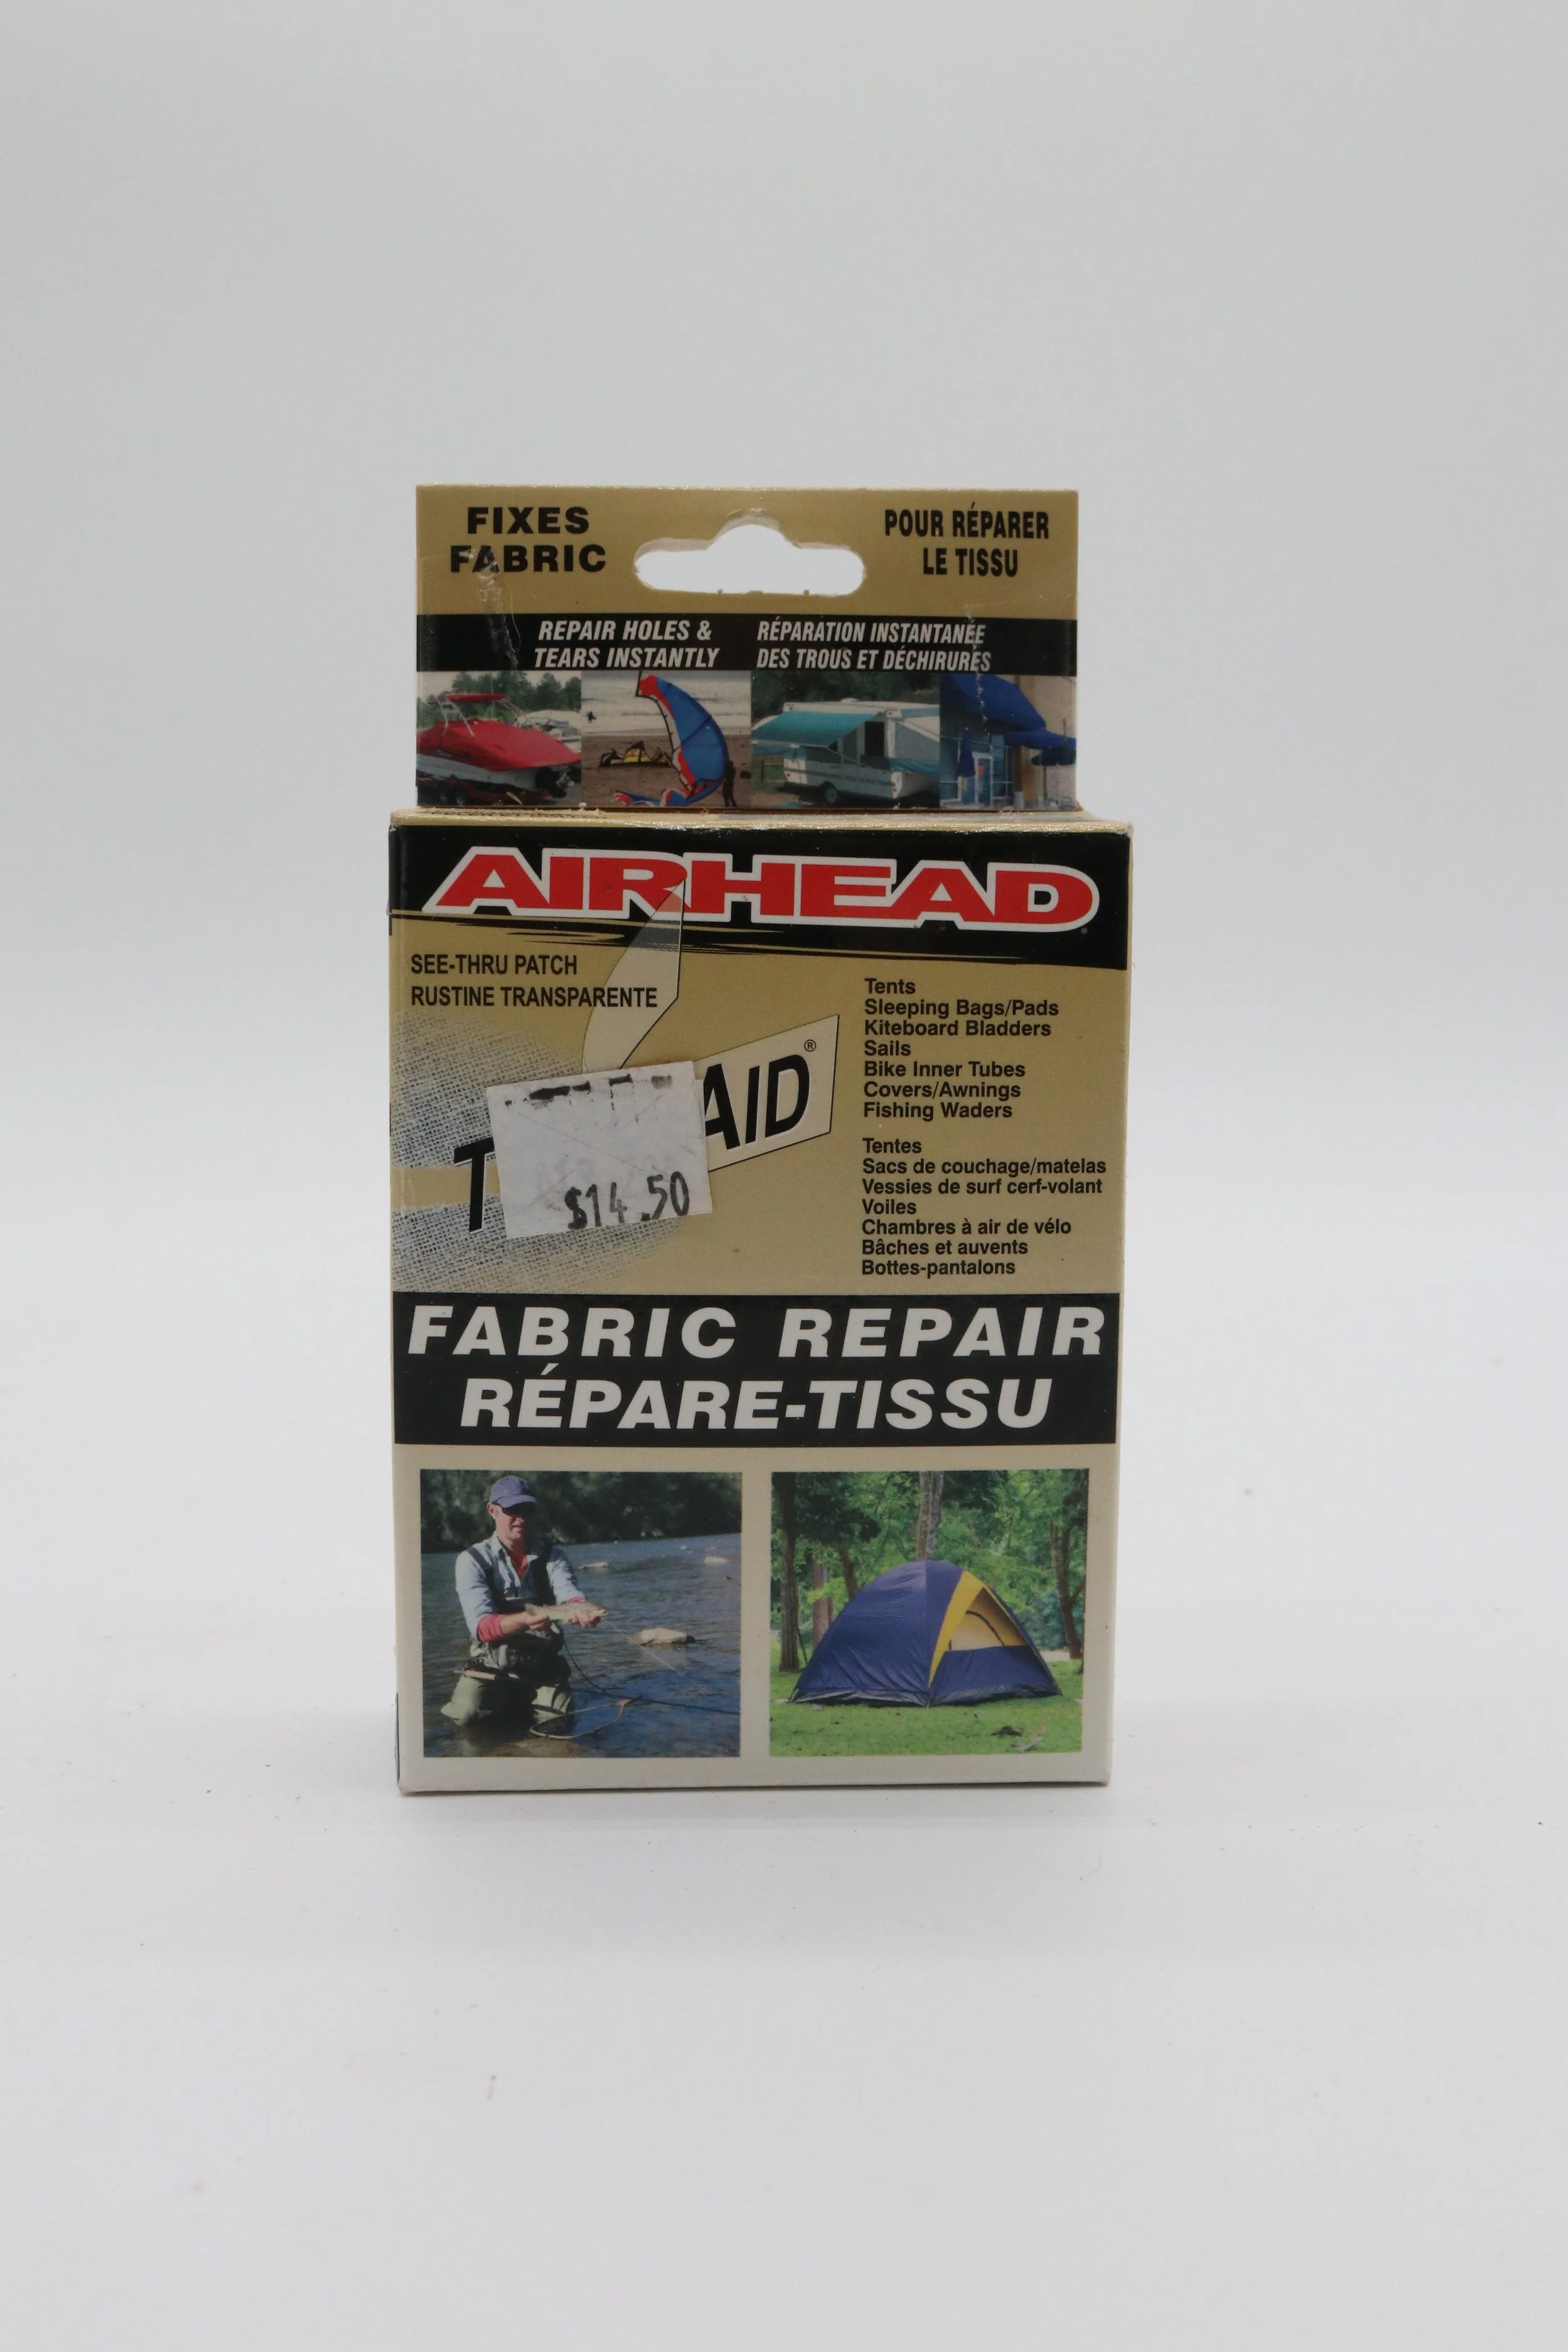 FIXES
FABRIC
POUR RÉPARER
LE TISSU
REPAIR HOLES &
TEARS INSTANTLY
RÉPARATION INSTANTANÉE
DES TROUS ET DÉCHIRURES
AIRHEAD®
SEE-THRU PATCH
RUSTINE TRANSPARENTE
AID®
$14.50
Tents
Sleeping Bags/Pads
Kiteboard Bladders
Sails
Bike Inner Tubes
Covers/Awnings
Fishing Waders
Tentes
Sacs de couchage/matelas
Vessies de surf cerf-volant
Voiles
Chambres à air de vélo
Bâches et auvents
Bottes-pantalons
FABRIC REPAIR
RÉPARE-TISSU